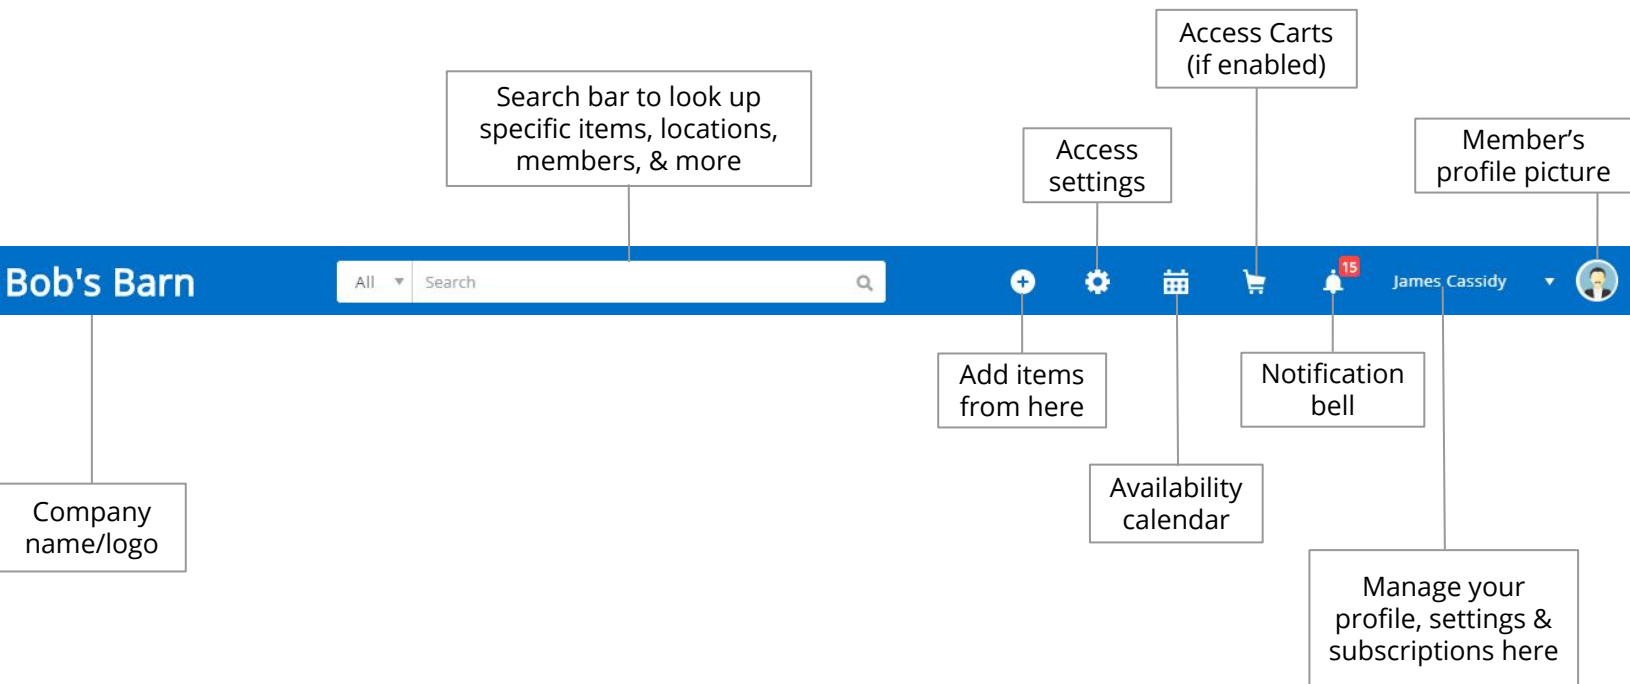 Access Carts
(if enabled)
Search bar to look up
specific items, locations,
members, & more
Access
settings
Member’s
profile picture
Bob's Barn
All
Search
15
James Cassidy
Add items
from here
Notification
bell
Availability
calendar
Company
name/logo
Manage your
profile, settings &
subscriptions here